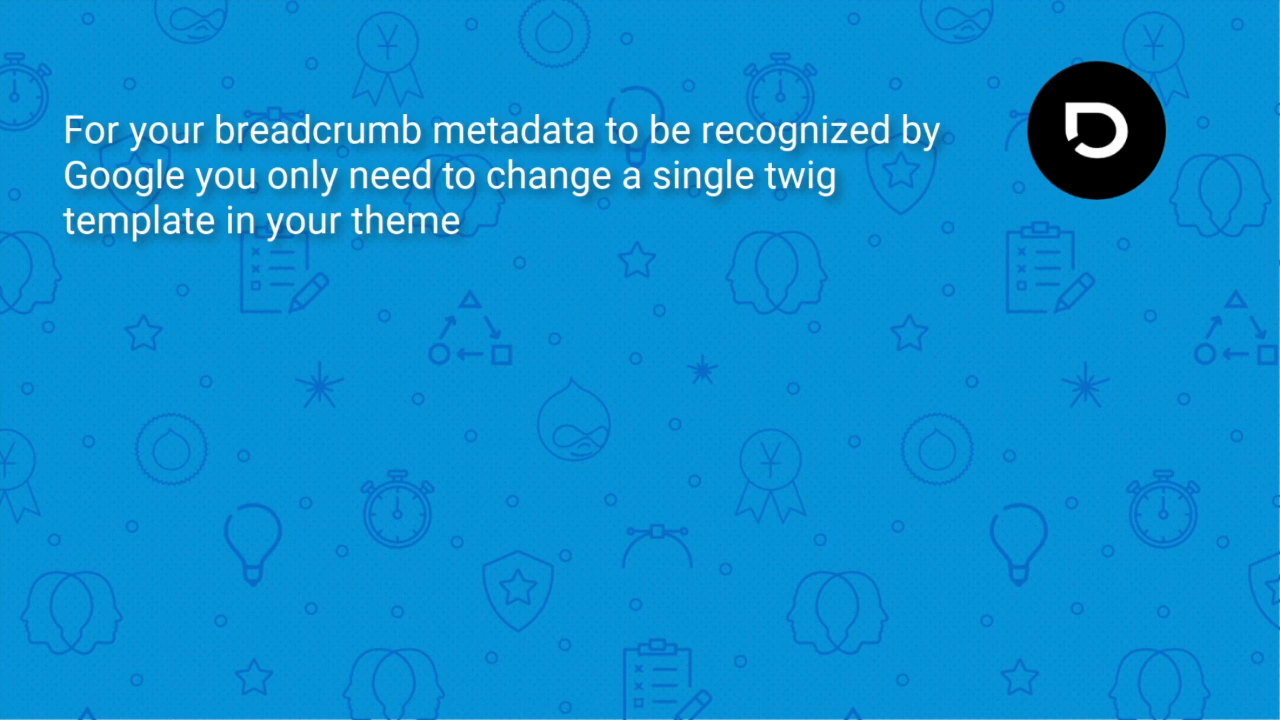 For your breadcrumb metadata to be recognized by
Google you only need to change a single twig
template in your theme